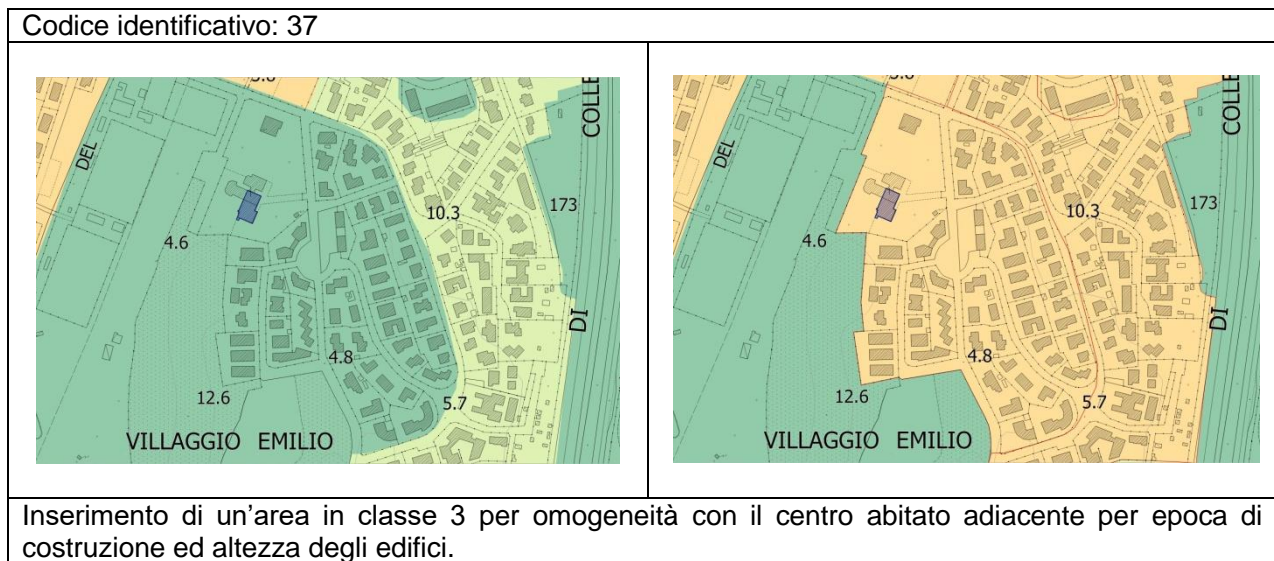 Codice identificativo: 37
DEL
COLLE
4.6
10.3
173
DI
4.8
12.6
5.7
VILLAGGIO EMILIO
DEL
COLLE
4.6
10.3
173
DI
4.8
12.6
5.7
VILLAGGIO EMILIO
Inserimento di un’area in classe 3 per omogeneità con il centro abitato adiacente per epoca di
costruzione ed altezza degli edifici.